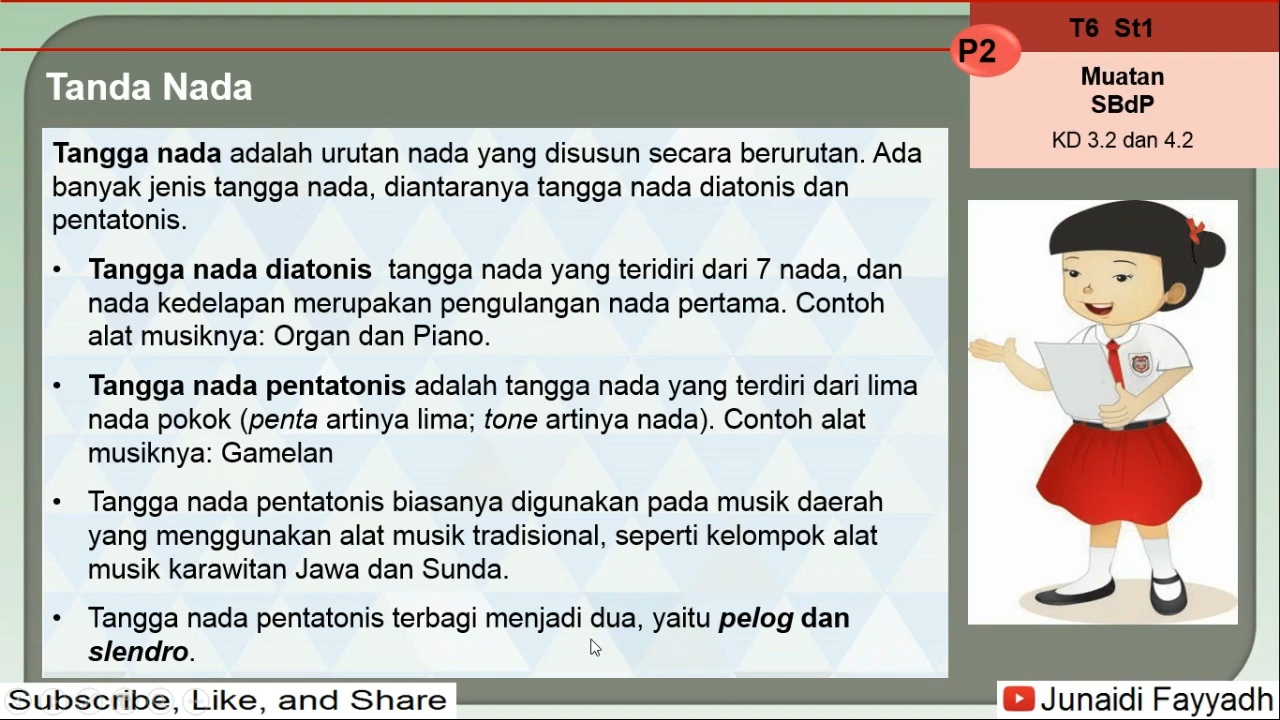 T6 St1
P2
Muatan
SBdP
KD 3.2 dan 4.2
Tanda Nada
Tangga nada adalah urutan nada yang disusun secara berurutan. Ada
banyak jenis tangga nada, diantaranya tangga nada diatonis dan
pentatonis.
• Tangga nada diatonis tangga nada yang teridiri dari 7 nada, dan
nada kedelapan merupakan pengulangan nada pertama. Contoh
alat musiknya: Organ dan Piano.
• Tangga nada pentatonis adalah tangga nada yang terdiri dari lima
nada pokok (penta artinya lima; tone artinya nada). Contoh alat
musiknya: Gamelan
• Tangga nada pentatonis biasanya digunakan pada musik daerah
yang menggunakan alat musik tradisional, seperti kelompok alat
musik karawitan Jawa dan Sunda.
• Tangga nada pentatonis terbagi menjadi dua, yaitu pelog dan
slendro.
Subscribe, Like, and Share
Junaidi Fayyadh